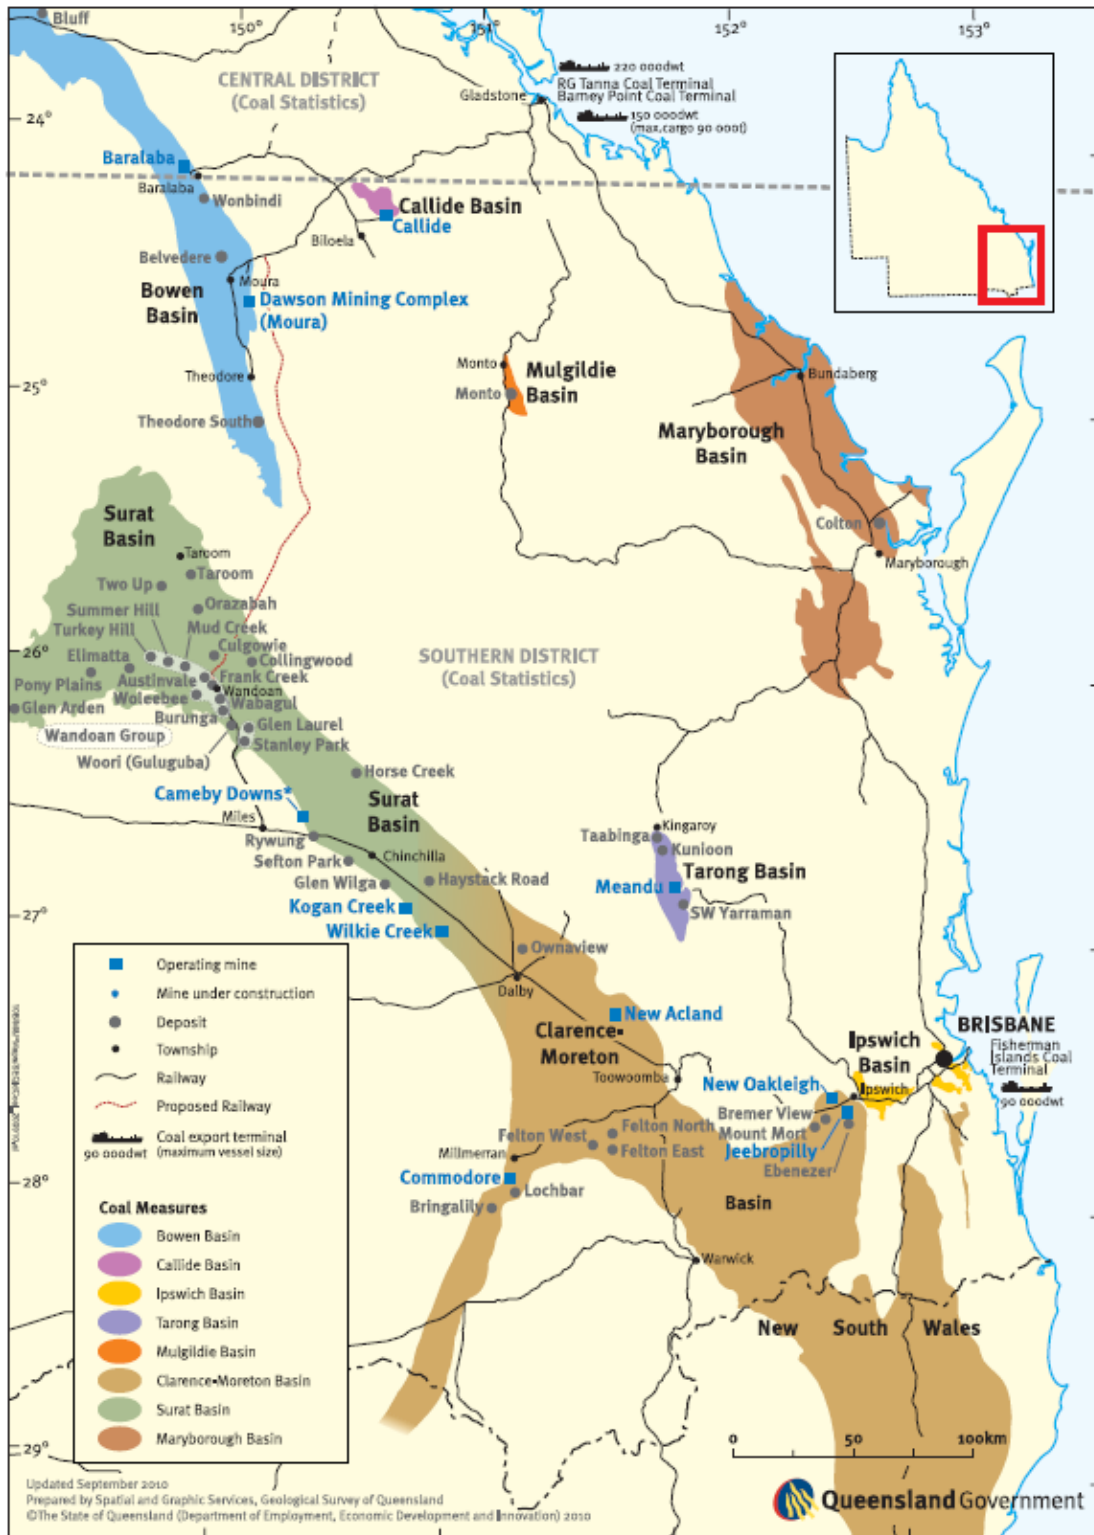 150°
151°
152°
153°
Bluff
CENTRAL DISTRICT
(Coal Statistics)
220 000dwt
RG Tanna Coal Terminal
Barney Point Coal Terminal
Gladstone
150 000dwt
(max.cargo 90 000t)
24°
Baralaba
Baralaba
Wonbindi
Callide Basin
Callide
Biloela
Belvedere
Moura
Bowen
Basin
Dawson Mining Complex
(Moura)
Monto
Mulgildie
Basin
Monto
Theodore
25°
Theodore South
Bundaberg
Maryborough
Basin
Colton
Maryborough
Surat
Basin
Taroom
Taroom
Two Up
Orazabah
Summer Hill
Mud Creek
Turkey Hill
Culgowie
26°
Elimatta
Collingwood
Austinvale
Frank Creek
Pony Plains
Wandoan
Woleebee
Wabagul
Glen Arden
Burunga
Glen Laurel
Wandoan Group
Stanley Park
Woori (Guluguba)
SOUTHERN DISTRICT
(Coal Statistics)
Horse Creek
Cameby Downs*
Surat
Basin
Miles
Rywung
Chinchilla
Sefton Park
Glen Wilga
Haystack Road
Kingaroy
Taabinga
Kunioon
Tarong Basin
Meandu
SW Yarraman
27°
Kogan Creek
Wilkie Creek
Ownaview
Dalby
New Acland
Clarence-
Moreton
Toowoomba
Ipswich
Basin
BRISBANE
Fisherman
Islands Coal
Terminal
90 000dwt
Ipswich
New Oakleigh
Bremer View
Mount Mort
Jeebropilly
Ebenezer
Felton North
Felton West
Felton East
Millmerran
28°
Commodore
Lochbar
Bringalily
Basin
Warwick
New South Wales
29°
Operating mine
Mine under construction
Deposit
Township
Railway
Proposed Railway
Coal export terminal
90 000dwt (maximum vessel size)
Coal Measures
Bowen Basin
Callide Basin
Ipswich Basin
Tarong Basin
Mulgildie Basin
Clarence-Moreton Basin
Surat Basin
Maryborough Basin
0 50 100km
Updated September 2010
Prepared by Spatial and Graphic Services, Geological Survey of Queensland
©The State of Queensland (Department of Employment, Economic Development and Innovation) 2010
Queensland Government